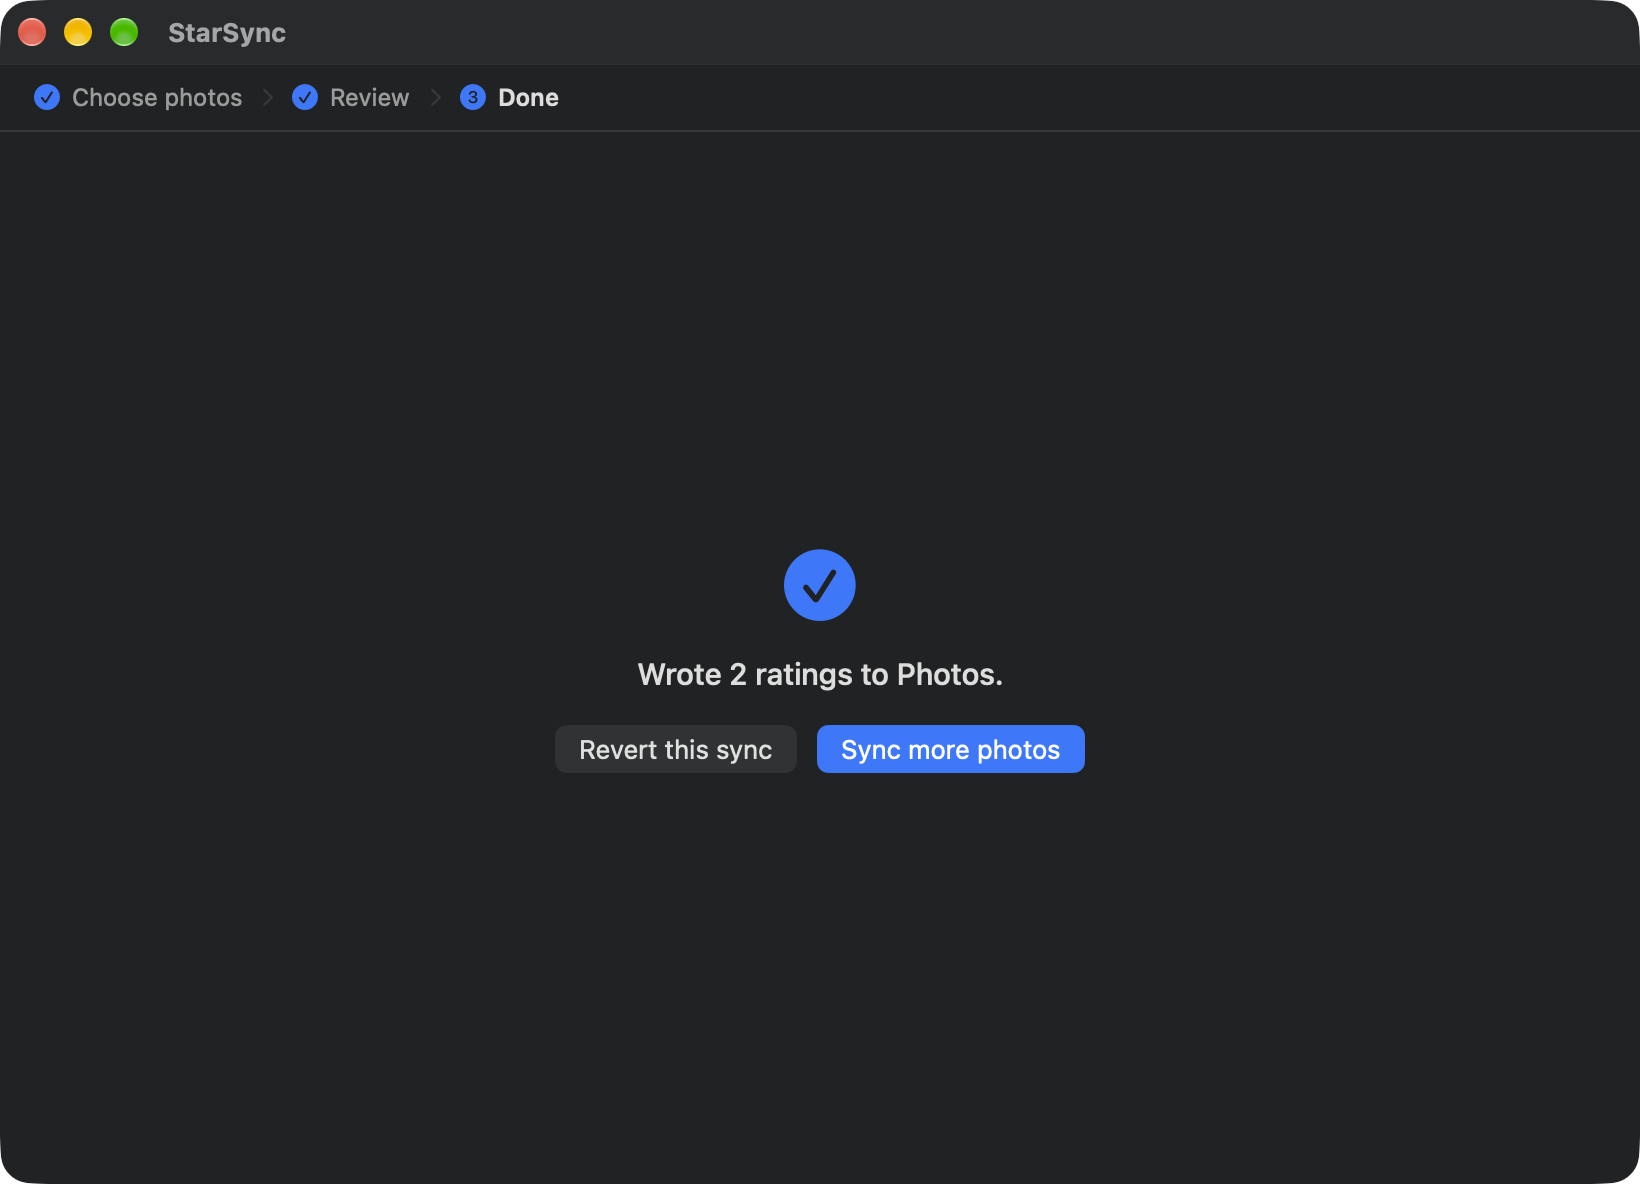 StarSync
Choose photos
Review
3 Done
Wrote 2 ratings to Photos.
Revert this sync
Sync more photos